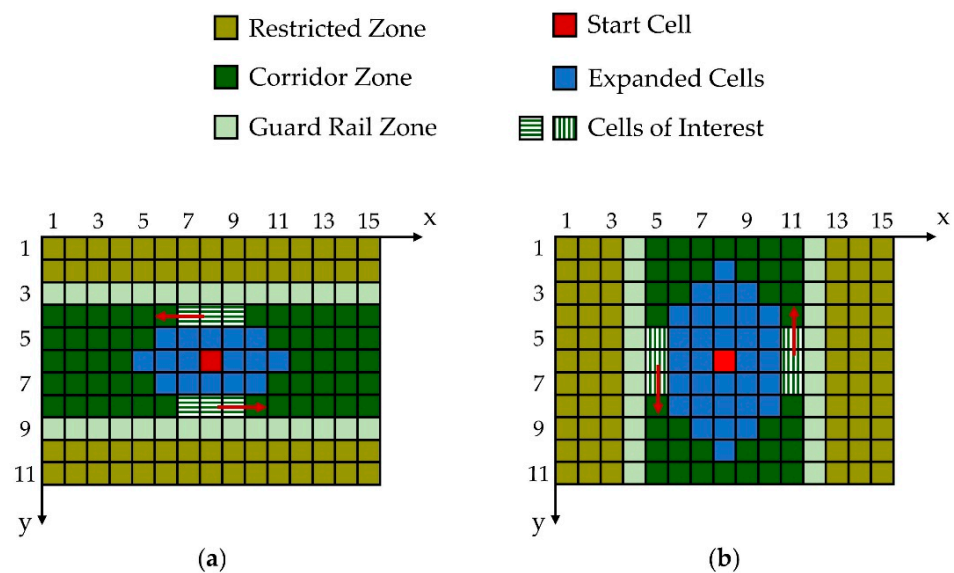 Restricted Zone
Start Cell
Corridor Zone
Expanded Cells
Guard Rail Zone
Cells of Interest
1 3 5 7 9 11 13 15 x
1
3
5
7
9
11
y
(a)
1 3 5 7 9 11 13 15 x
1
3
5
7
9
11
y
(b)